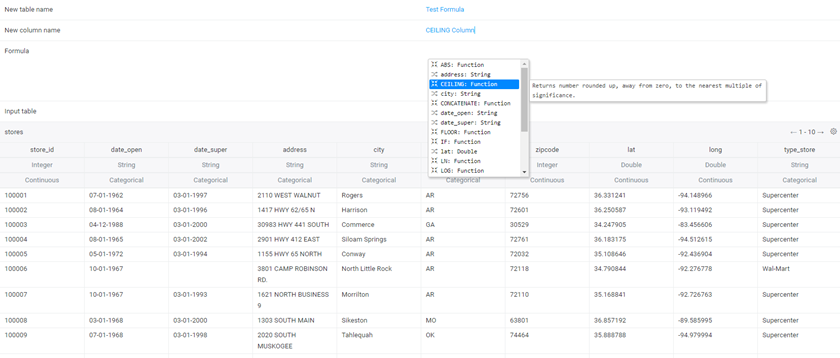 New table name Test Formula
New column name CEILING Column
Formula
ABS: Function
address: String
CEILING: Function
Returns number rounded up, away from zero, to the nearest multiple of
significance.
city: String
CONCATENATE: Function
date_open: String
date_super: String
FLOOR: Function
IF: Function
lat: Double
LN: Function
LOG: Function
Input table
stores 1 - 10
store_id date_open date_super address city zipcode lat long type_store
Integer String String String String Integer Double Double String
Continuous Categorical Categorical Categorical Categorical Categorical Continuous Continuous Continuous Categorical
100001 07-01-1962 03-01-1997 2110 WEST WALNUT Rogers AR 72756 36.331241 -94.148966 Supercenter
100002 08-01-1964 03-01-1996 1417 HWY 62/65 N Harrison AR 72601 36.250587 -93.119492 Supercenter
100003 04-12-1988 03-01-2000 30983 HWY 441 SOUTH Commerce GA 30529 34.247905 -83.456606 Supercenter
100004 08-01-1965 03-01-2002 2901 HWY 412 EAST Siloam Springs AR 72761 36.183175 -94.512615 Supercenter
100005 05-01-1972 03-01-1994 1155 HWY 65 NORTH Conway AR 72032 35.108646 -92.436904 Supercenter
100006 10-01-1967 3801 CAMP ROBINSON North Little Rock AR 72118 34.790844 -92.276778 Wal-Mart
RD.
100007 10-01-1967 03-01-1993 1621 NORTH BUSINESS Morrilton AR 72110 35.168841 -92.726763 Supercenter
9
100008 03-01-1968 03-01-2000 1303 SOUTH MAIN Sikeston MO 63801 36.857192 -89.585995 Supercenter
100009 07-01-1968 03-01-1998 2020 SOUTH Tahlequah OK 74464 35.888788 -94.979994 Supercenter
MUSKOGEE